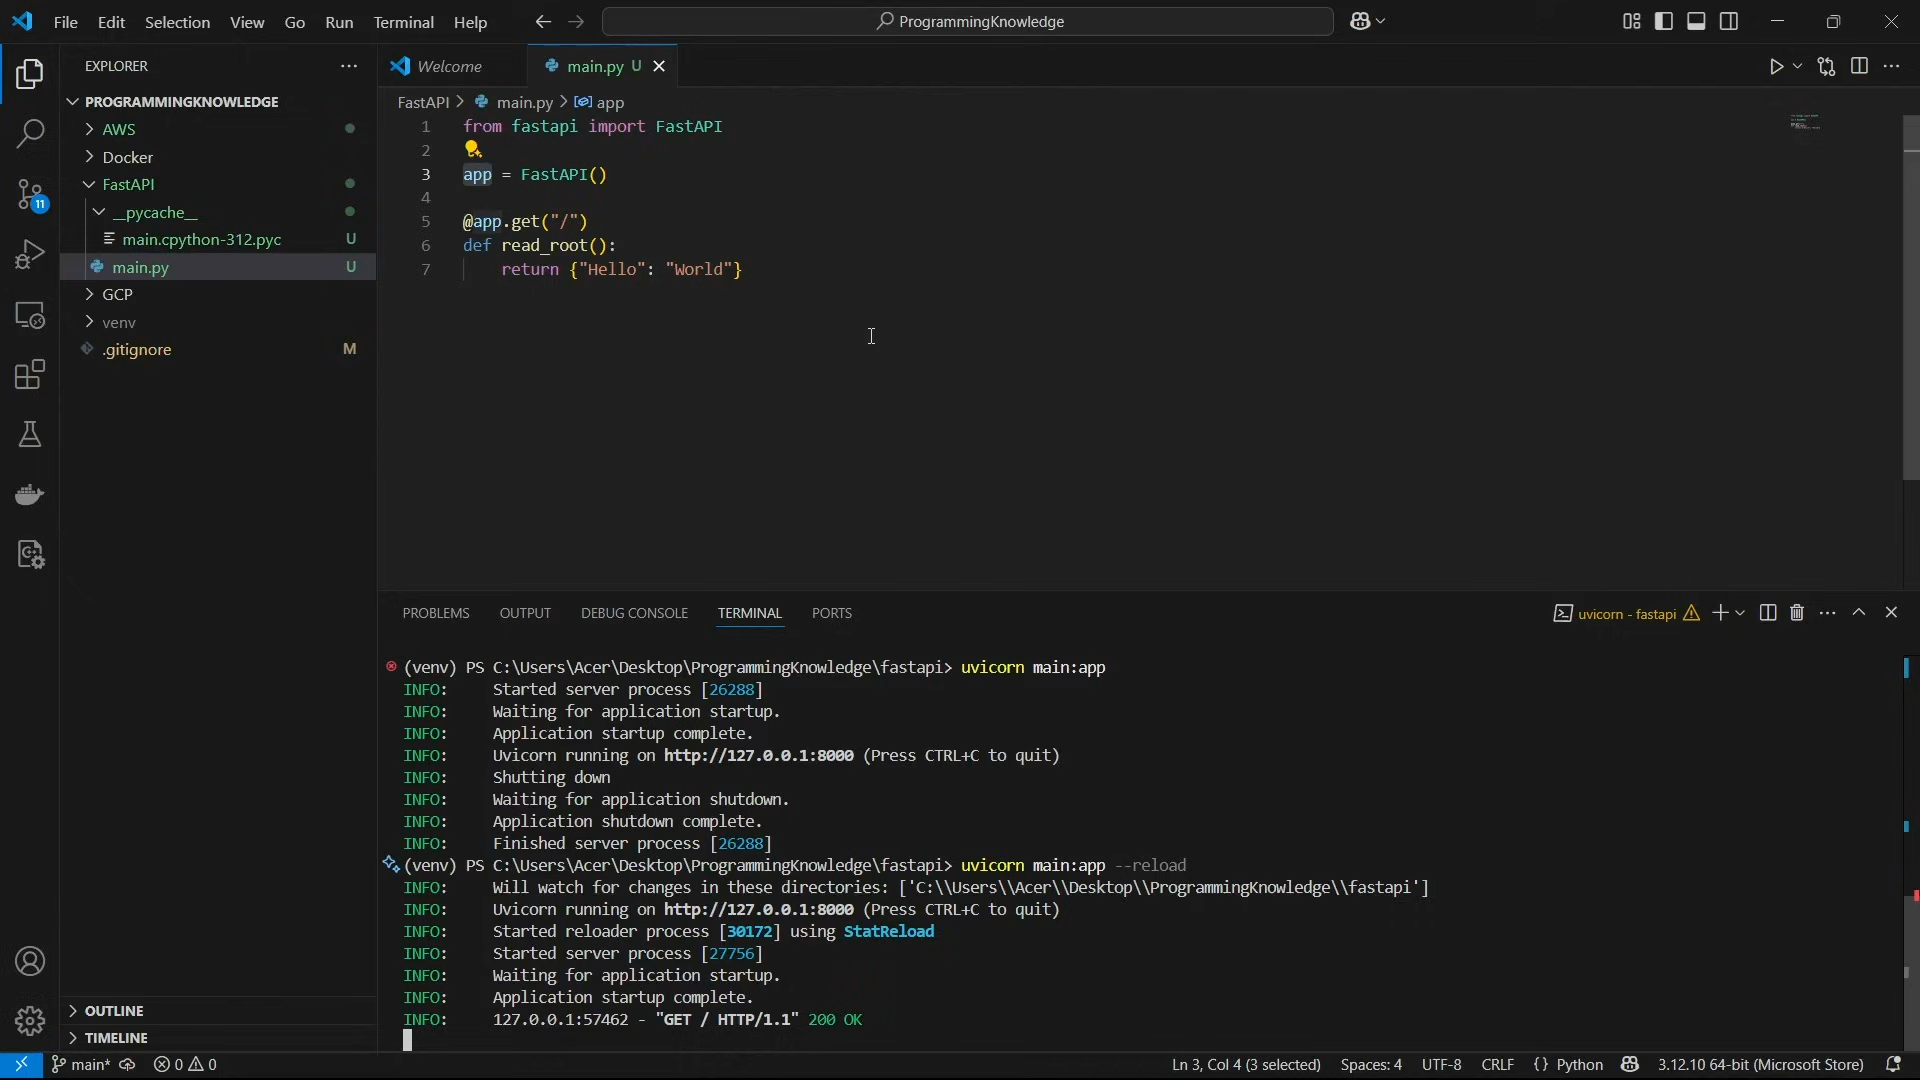 File Edit Selection View Go Run Terminal Help
ProgrammingKnowledge
EXPLORER
PROGRAMMINGKNOWLEDGE
AWS
Docker
FastAPI
__pycache__
main.cpython-312.pyc U
main.py U
GCP
venv
.gitignore M
11
OUTLINE
TIMELINE
Welcome main.py U
FastAPI > main.py > app
1 from fastapi import FastAPI
2
3 app = FastAPI()
4
5 @app.get("/")
6 def read_root():
7 return {"Hello": "World"}
PROBLEMS OUTPUT DEBUG CONSOLE TERMINAL PORTS
uvicorn - fastapi
(venv) PS C:\Users\Acer\Desktop\ProgrammingKnowledge\fastapi> uvicorn main:app
INFO: Started server process [26288]
INFO: Waiting for application startup.
INFO: Application startup complete.
INFO: Uvicorn running on http://127.0.0.1:8000 (Press CTRL+C to quit)
INFO: Shutting down
INFO: Waiting for application shutdown.
INFO: Application shutdown complete.
INFO: Finished server process [26288]
(venv) PS C:\Users\Acer\Desktop\ProgrammingKnowledge\fastapi> uvicorn main:app --reload
INFO: Will watch for changes in these directories: ['C:\\Users\\Acer\\Desktop\\ProgrammingKnowledge\\fastapi']
INFO: Uvicorn running on http://127.0.0.1:8000 (Press CTRL+C to quit)
INFO: Started reloader process [30172] using StatReload
INFO: Started server process [27756]
INFO: Waiting for application startup.
INFO: Application startup complete.
INFO: 127.0.0.1:57462 - "GET / HTTP/1.1" 200 OK
main* 0 0 Ln 3, Col 4 (3 selected) Spaces: 4 UTF-8 CRLF {} Python 3.12.10 64-bit (Microsoft Store)